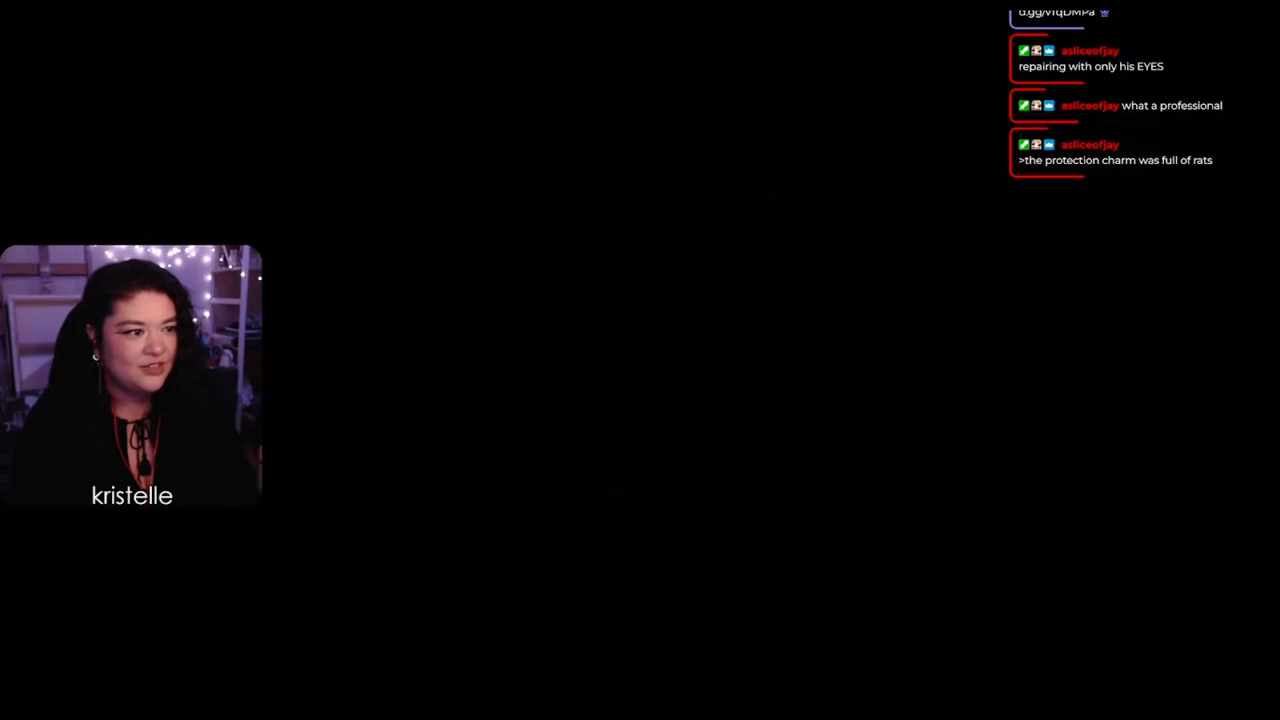 asliceofjay
repairing with only his EYES
asliceofjay what a professional
asliceofjay
>the protection charm was full of rats
kristelle